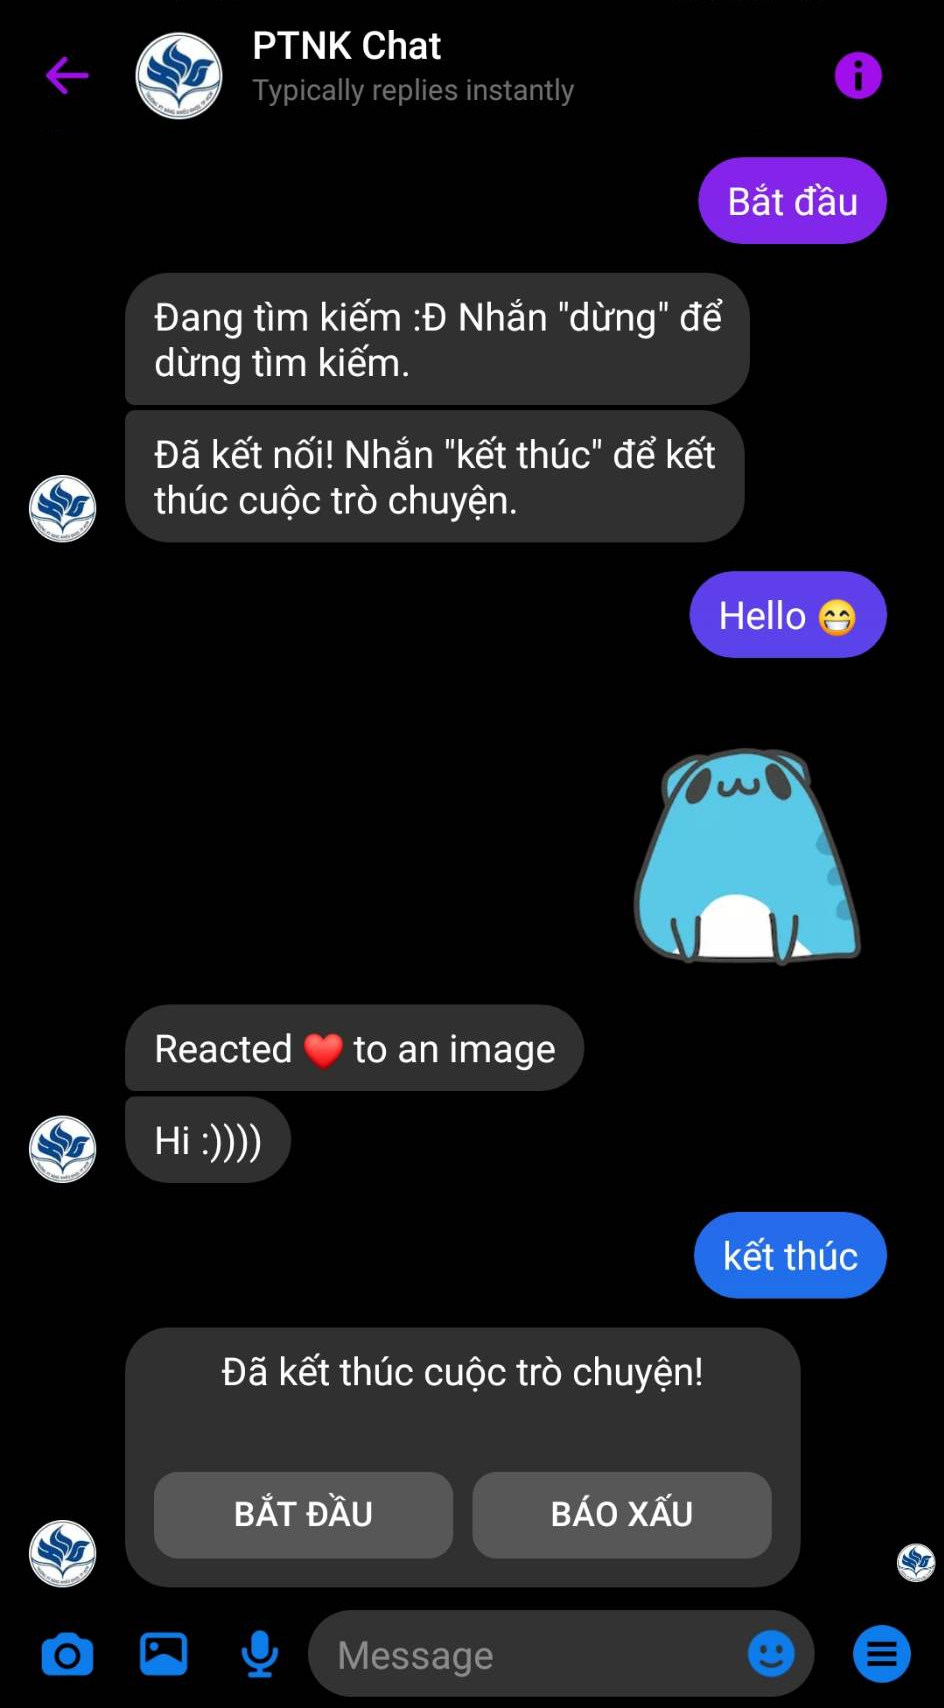 PTNK Chat
Typically replies instantly
Bắt đầu
Đang tìm kiếm :Đ Nhắn "dừng" để
dừng tìm kiếm.
Đã kết nối! Nhắn "kết thúc" để kết
thúc cuộc trò chuyện.
Hello 😁
Reacted ❤️ to an image
Hi :))))
kết thúc
Đã kết thúc cuộc trò chuyện!
BẮT ĐẦU
BÁO XẤU
Message